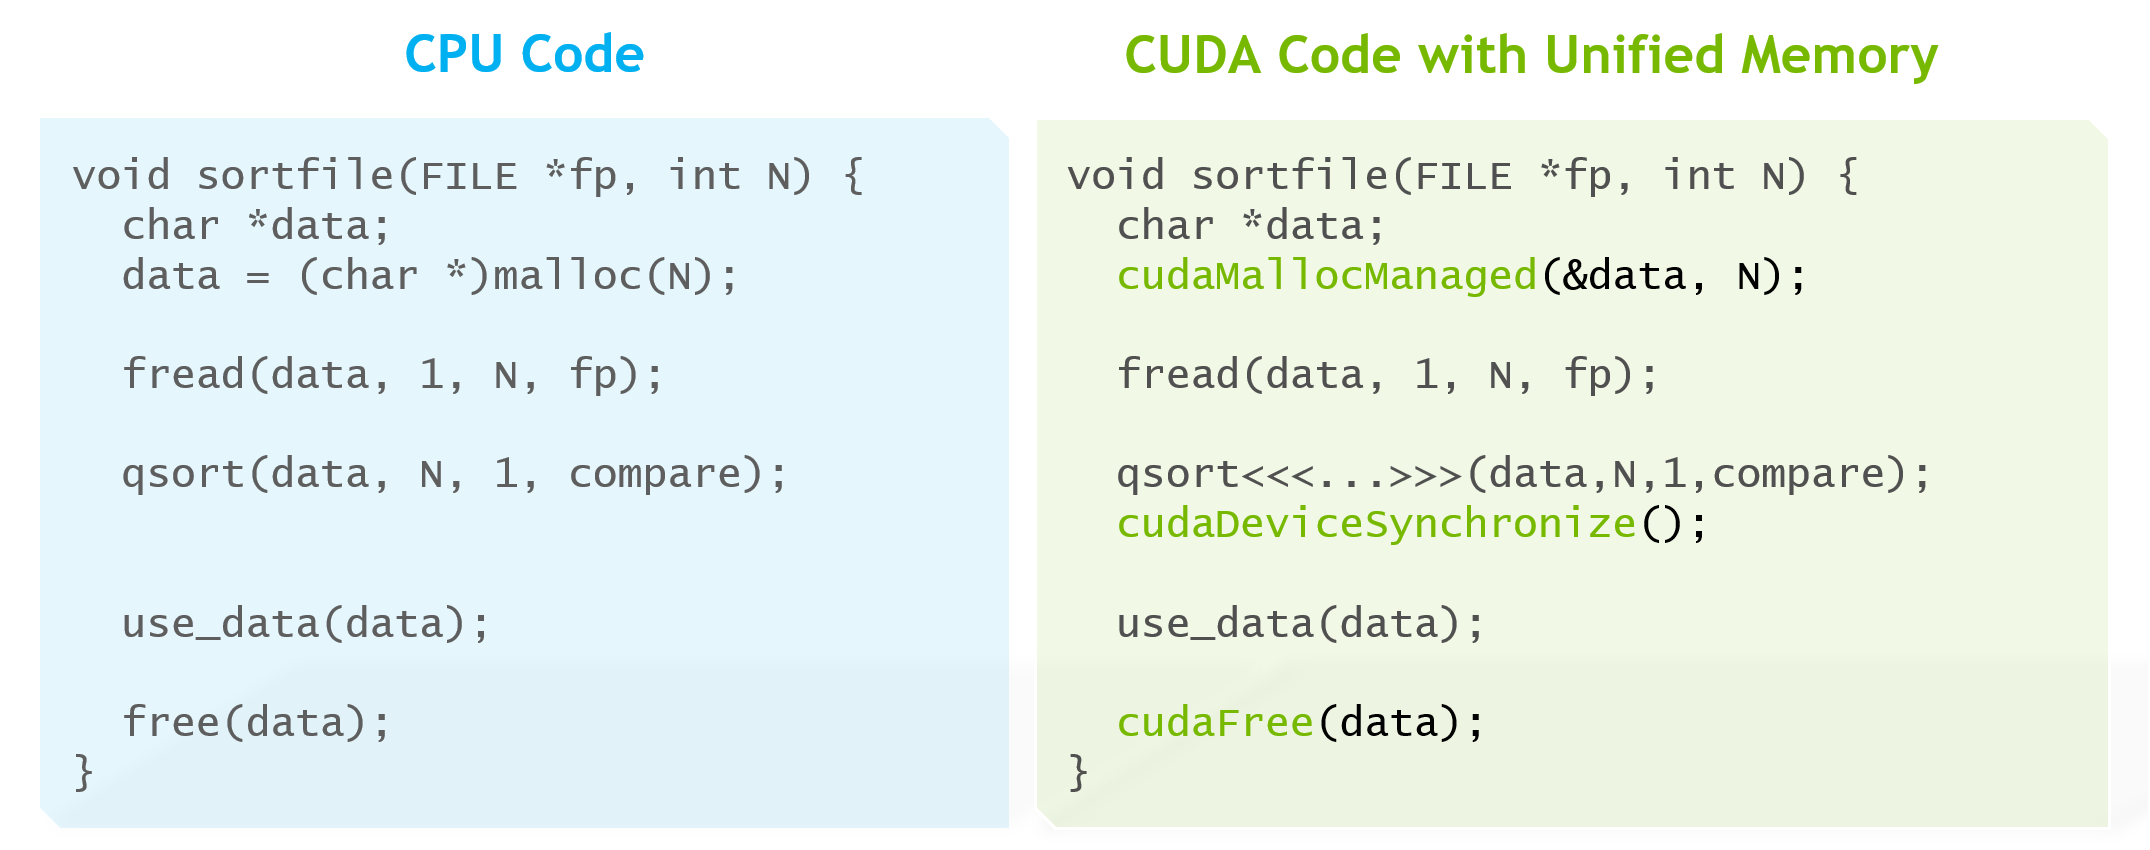 CPU Code
void sortfile(FILE *fp, int N) {
  char *data;
  data = (char *)malloc(N);
  fread(data, 1, N, fp);
  qsort(data, N, 1, compare);
  use_data(data);
  free(data);
}
CUDA Code with Unified Memory
void sortfile(FILE *fp, int N) {
  char *data;
  cudaMallocManaged(&data, N);
  fread(data, 1, N, fp);
  qsort<<<...>>>(data,N,1,compare);
  cudaDeviceSynchronize();
  use_data(data);
  cudaFree(data);
}